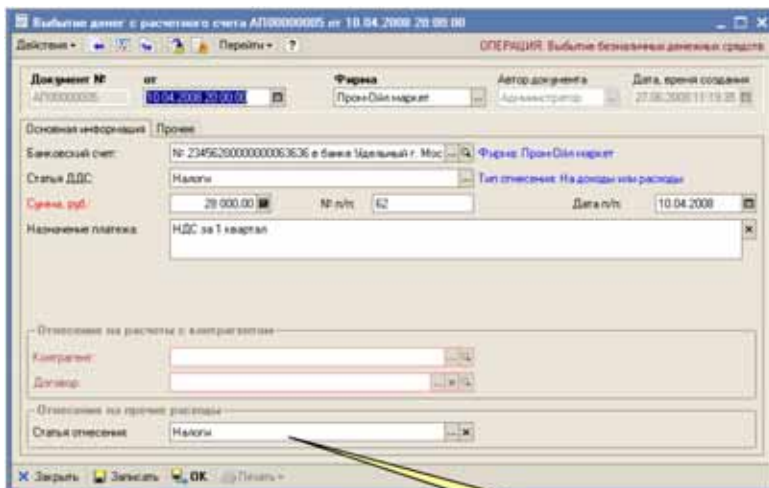 Выбытие денег с расчетного счета АП00000005 от 10.04.2008 20:00:00
Действия Перейти ? ОПЕРАЦИЯ: Выбытие безналичных денежных средств
Документ № от Фирма Автор документа Дата, время создания
АП00000005 10.04.2008 20:00:00 Пром-Ойл маркет Администратор 27.06.2008 11:19:35
Основная информация Прочее
Банковский счет: № 23456280000000063636 в банке Удельный г. Мос Фирма: Пром-Ойл маркет
Статья ДДС: Налоги Тип отнесения: На доходы или расходы
Сумма, руб.: 28 000,00 № п/п: 62 Дата п/п: 10.04.2008
Назначение платежа: НДС за 1 квартал
Отнесение на расчеты с контрагентом
Контрагент:
Договор:
Отнесение на прочие расходы
Статья отнесения: Налоги
Закрыть Записать OK Печать